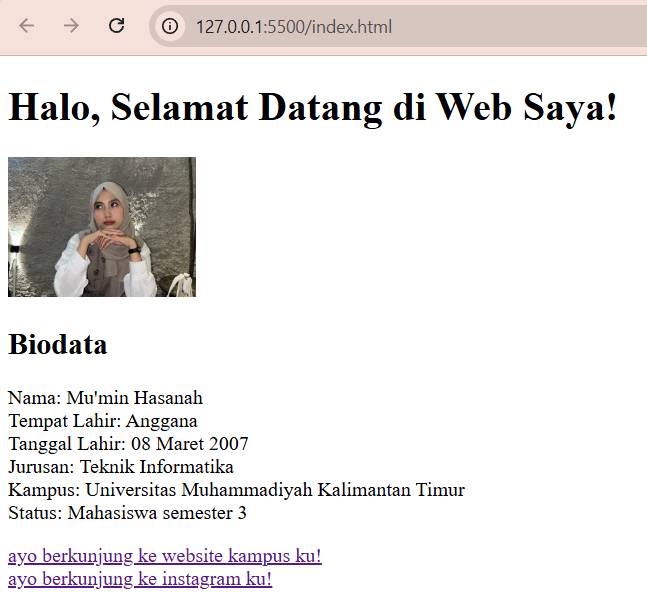 127.0.0.1:5500/index.html
Halo, Selamat Datang di Web Saya!
Biodata
Nama: Mu'min Hasanah
Tempat Lahir: Anggana
Tanggal Lahir: 08 Maret 2007
Jurusan: Teknik Informatika
Kampus: Universitas Muhammadiyah Kalimantan Timur
Status: Mahasiswa semester 3
ayo berkunjung ke website kampus ku!
ayo berkunjung ke instagram ku!